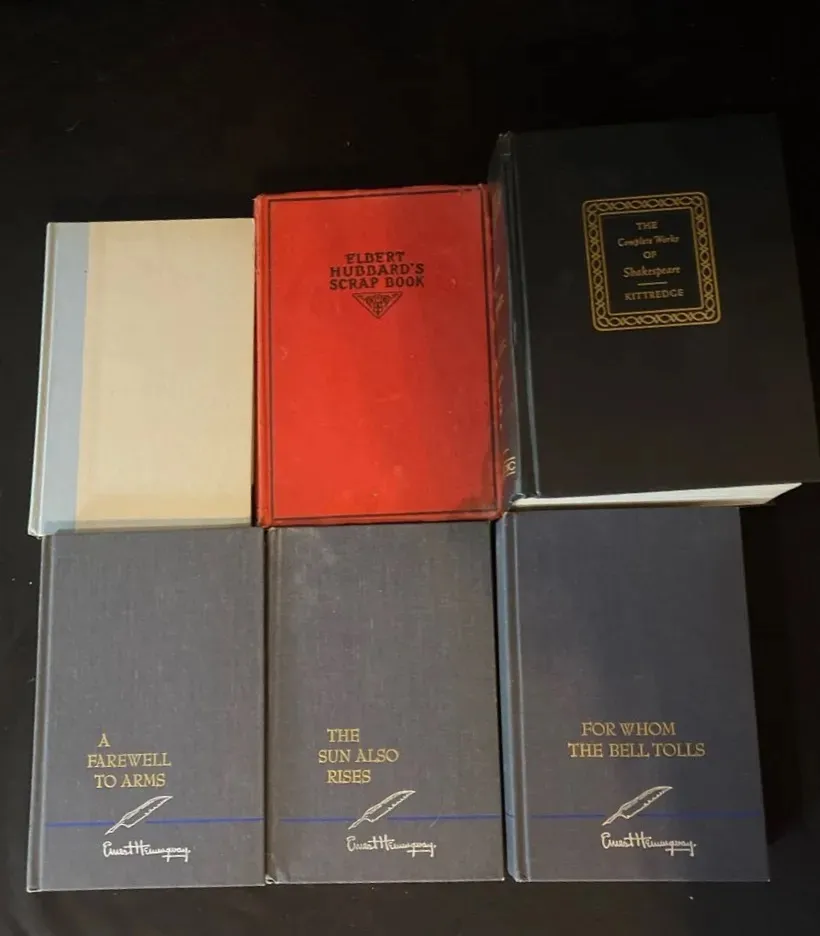 ELBERT
HUBBARD'S
SCRAP BOOK
THE
Complete Works
OF
Shakespeare
KITTREDGE
A
FAREWELL
TO ARMS
Ernest Hemingway.
THE
SUN ALSO
RISES
Ernest Hemingway.
FOR WHOM
THE BELL TOLLS
Ernest Hemingway.